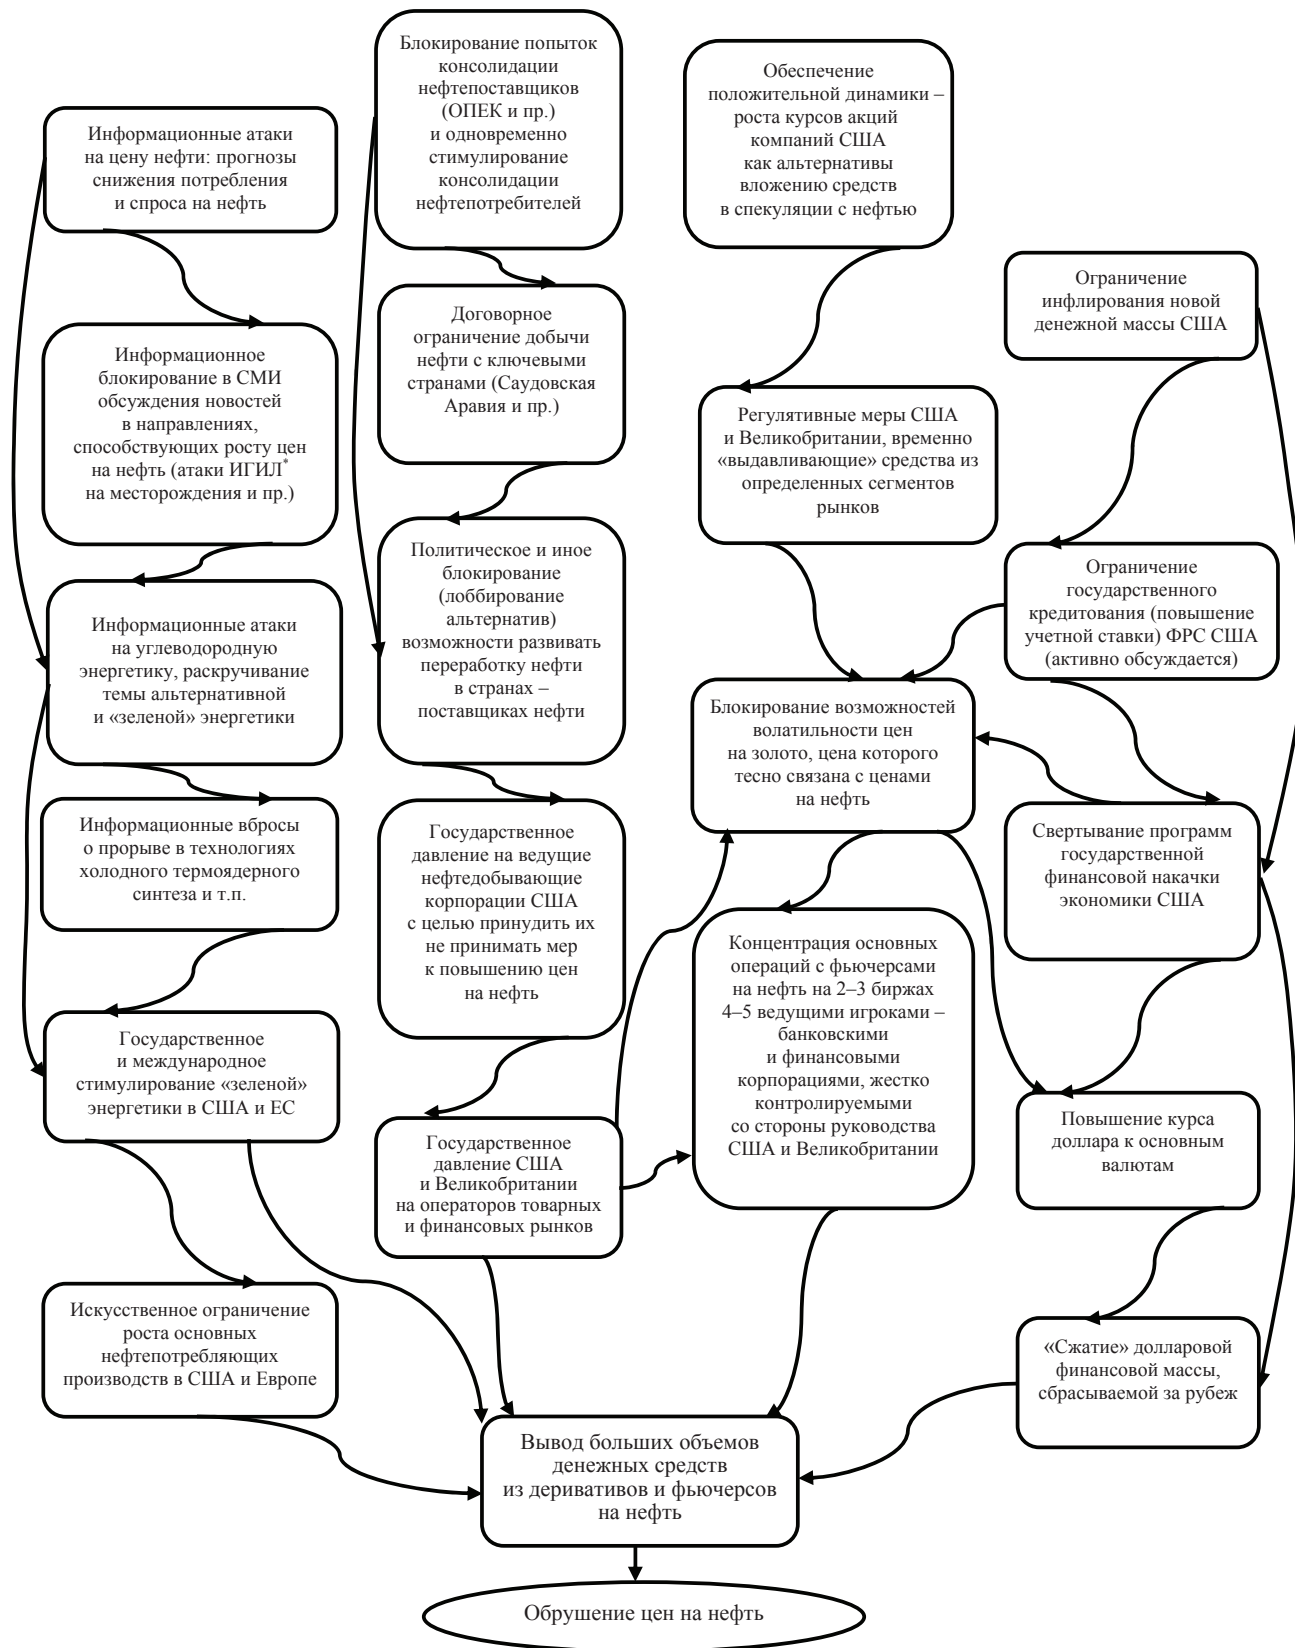 Информационные атаки
на цену нефти: прогнозы
снижения потребления
и спроса на нефть
Информационное
блокирование в СМИ
обсуждения новостей
в направлениях,
способствующих росту цен
на нефть (атаки ИГИЛ*
на месторождения и пр.)
Информационные атаки
на углеводородную
энергетику, раскручивание
темы альтернативной
и «зеленой» энергетики
Информационные вбросы
о прорыве в технологиях
холодного термоядерного
синтеза и т.п.
Государственное
и международное
стимулирование «зеленой»
энергетики в США и ЕС
Искусственное ограничение
роста основных
нефтепотребляющих
производств в США и Европе
Блокирование попыток
консолидации
нефтепоставщиков
(ОПЕК и пр.)
и одновременно
стимулирование
консолидации
нефтепотребителей
Договорное
ограничение добычи
нефти с ключевыми
странами (Саудовская
Аравия и пр.)
Политическое и иное
блокирование
(лоббирование
альтернатив)
возможности развивать
переработку нефти
в странах –
поставщиках нефти
Государственное
давление на ведущие
нефтедобывающие
корпорации США
с целью принудить их
не принимать мер
к повышению цен
на нефть
Государственное
давление США
и Великобритании
на операторов товарных
и финансовых рынков
Обеспечение
положительной динамики –
роста курсов акций
компаний США
как альтернативы
вложению средств
в спекуляции с нефтью
Регулятивные меры США
и Великобритании, временно
«выдавливающие» средства из
определенных сегментов
рынков
Блокирование возможностей
волатильности цен
на золото, цена которого
тесно связана с ценами
на нефть
Концентрация основных
операций с фьючерсами
на нефть на 2–3 биржах
4–5 ведущими игроками –
банковскими
и финансовыми
корпорациями, жестко
контролируемыми
со стороны руководства
США и Великобритании
Ограничение
инфлирования новой
денежной массы США
Ограничение
государственного
кредитования (повышение
учетной ставки) ФРС США
(активно обсуждается)
Свертывание программ
государственной
финансовой накачки
экономики США
Повышение курса
доллара к основным
валютам
«Сжатие» долларовой
финансовой массы,
сбрасываемой за рубеж
Вывод больших объемов
денежных средств
из деривативов и фьючерсов
на нефть
Обрушение цен на нефть